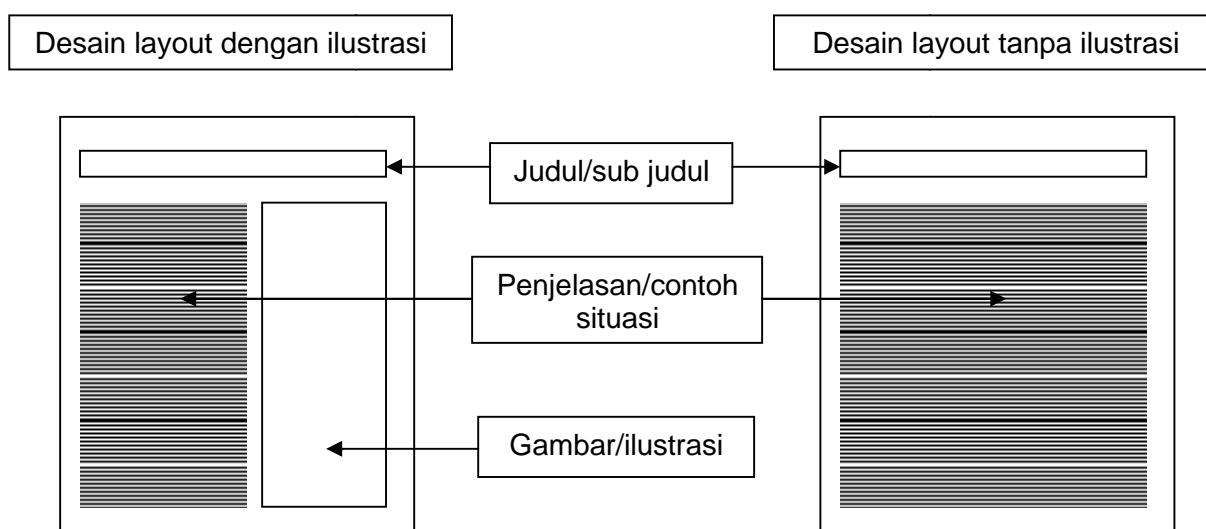 Desain layout dengan ilustrasi
Desain layout tanpa ilustrasi
Judul/sub judul
Penjelasan/contoh
situasi
Gambar/ilustrasi